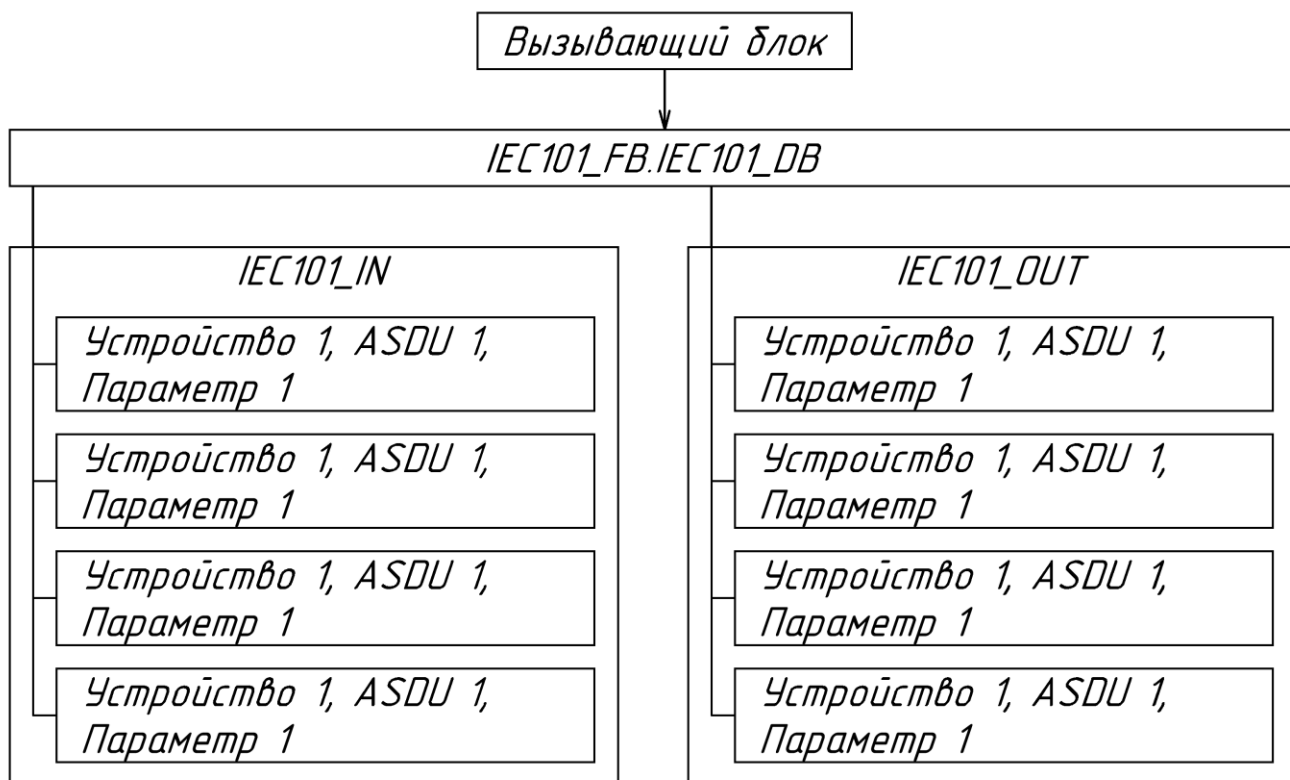 Вызывающий блок
IEC101_FB.IEC101_DB
IEC101_IN
Устройство 1, ASDU 1,
Параметр 1
Устройство 1, ASDU 1,
Параметр 1
Устройство 1, ASDU 1,
Параметр 1
Устройство 1, ASDU 1,
Параметр 1
IEC101_OUT
Устройство 1, ASDU 1,
Параметр 1
Устройство 1, ASDU 1,
Параметр 1
Устройство 1, ASDU 1,
Параметр 1
Устройство 1, ASDU 1,
Параметр 1